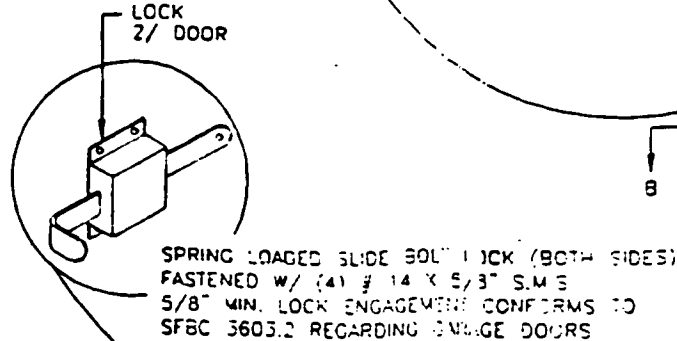 LOCK
2/ DOOR
B
SPRING LOADED SLIDE BOLT LOCK (BOTH SIDES)
FASTENED W/ (4) # 14 X 5/8" S.M.S
5/8" MIN. LOCK ENGAGEMENT CONFORMS TO
SFBC 3603.2 REGARDING GARAGE DOORS